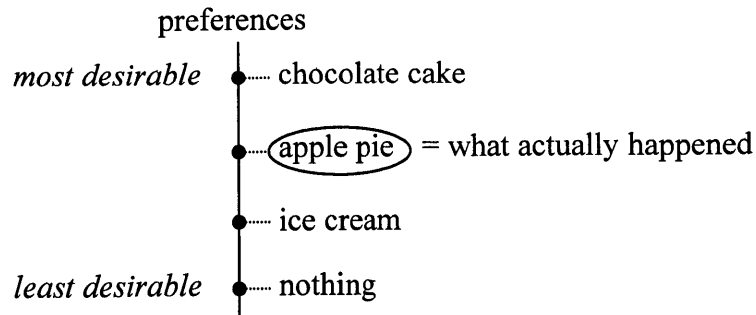 preferences
most desirable chocolate cake
apple pie = what actually happened
ice cream
least desirable nothing